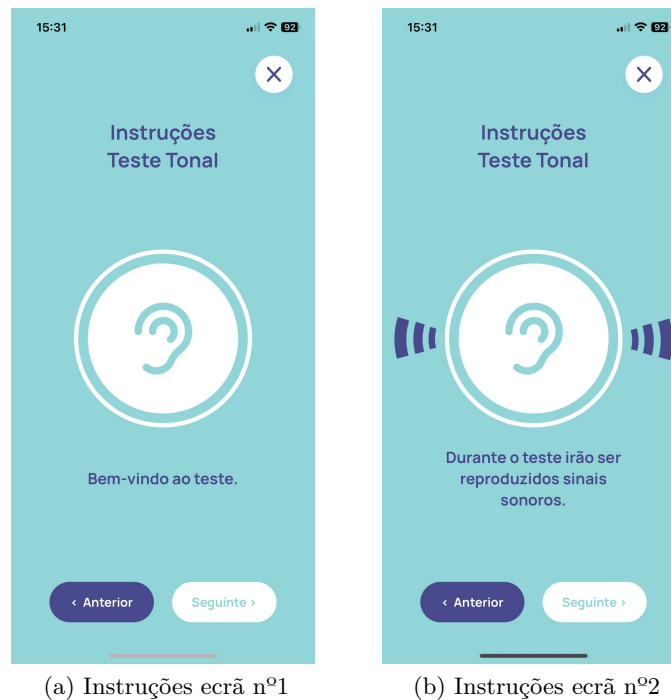 15:31
92
Instruções
Teste Tonal
Bem-vindo ao teste.
‹ Anterior
Seguinte ›
(a) Instruções ecrã nº1
15:31
92
Instruções
Teste Tonal
Durante o teste irão ser
reproduzidos sinais
sonoros.
‹ Anterior
Seguinte ›
(b) Instruções ecrã nº2